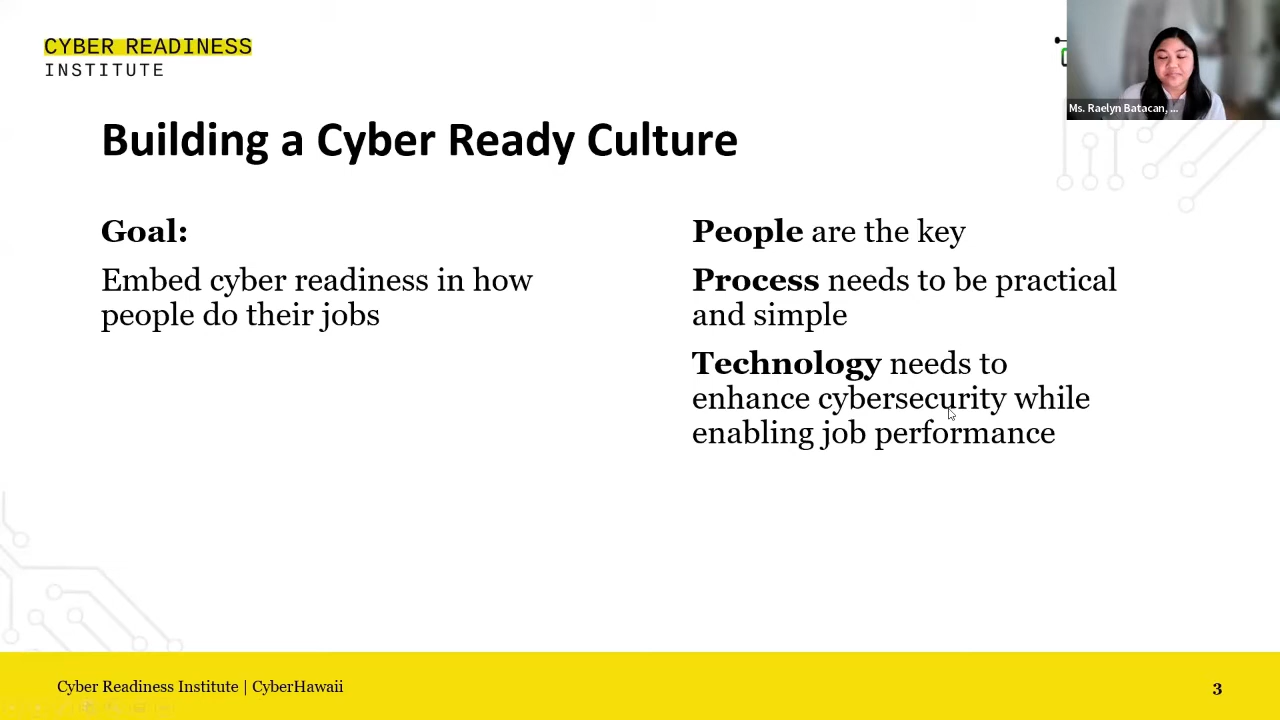 CYBER READINESS
INSTITUTE
Ms. Raelyn Batacan, ...
Building a Cyber Ready Culture
Goal:
Embed cyber readiness in how
people do their jobs
People are the key
Process needs to be practical
and simple
Technology needs to
enhance cybersecurity while
enabling job performance
Cyber Readiness Institute | CyberHawaii
3